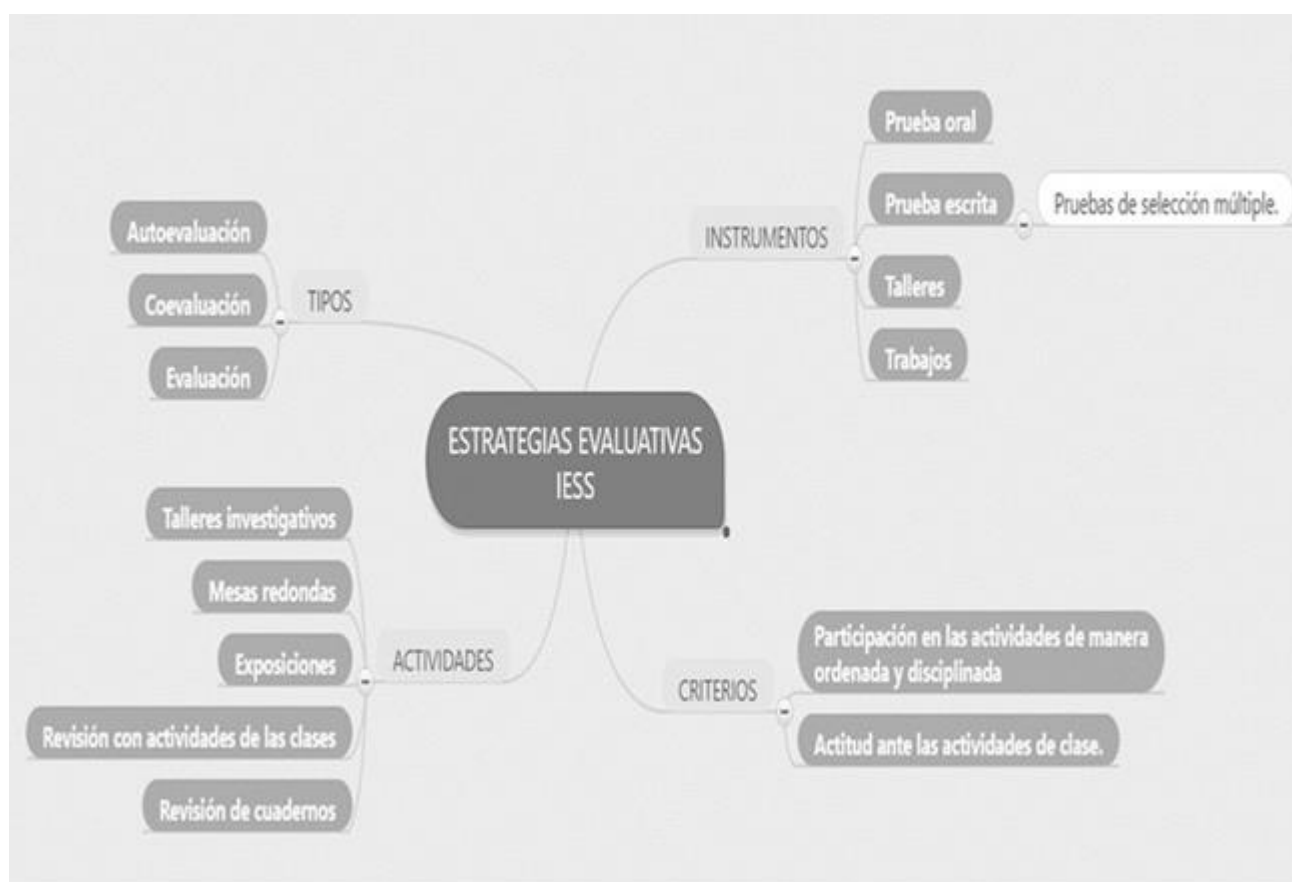 ESTRATEGIAS EVALUATIVAS
IESS
TIPOS
Autoevaluación
Coevaluación
Evaluación
INSTRUMENTOS
Prueba oral
Prueba escrita
Pruebas de selección múltiple.
Talleres
Trabajos
ACTIVIDADES
Talleres investigativos
Mesas redondas
Exposiciones
Revisión con actividades de las clases
Revisión de cuadernos
CRITERIOS
Participación en las actividades de manera
ordenada y disciplinada
Actitud ante las actividades de clase.